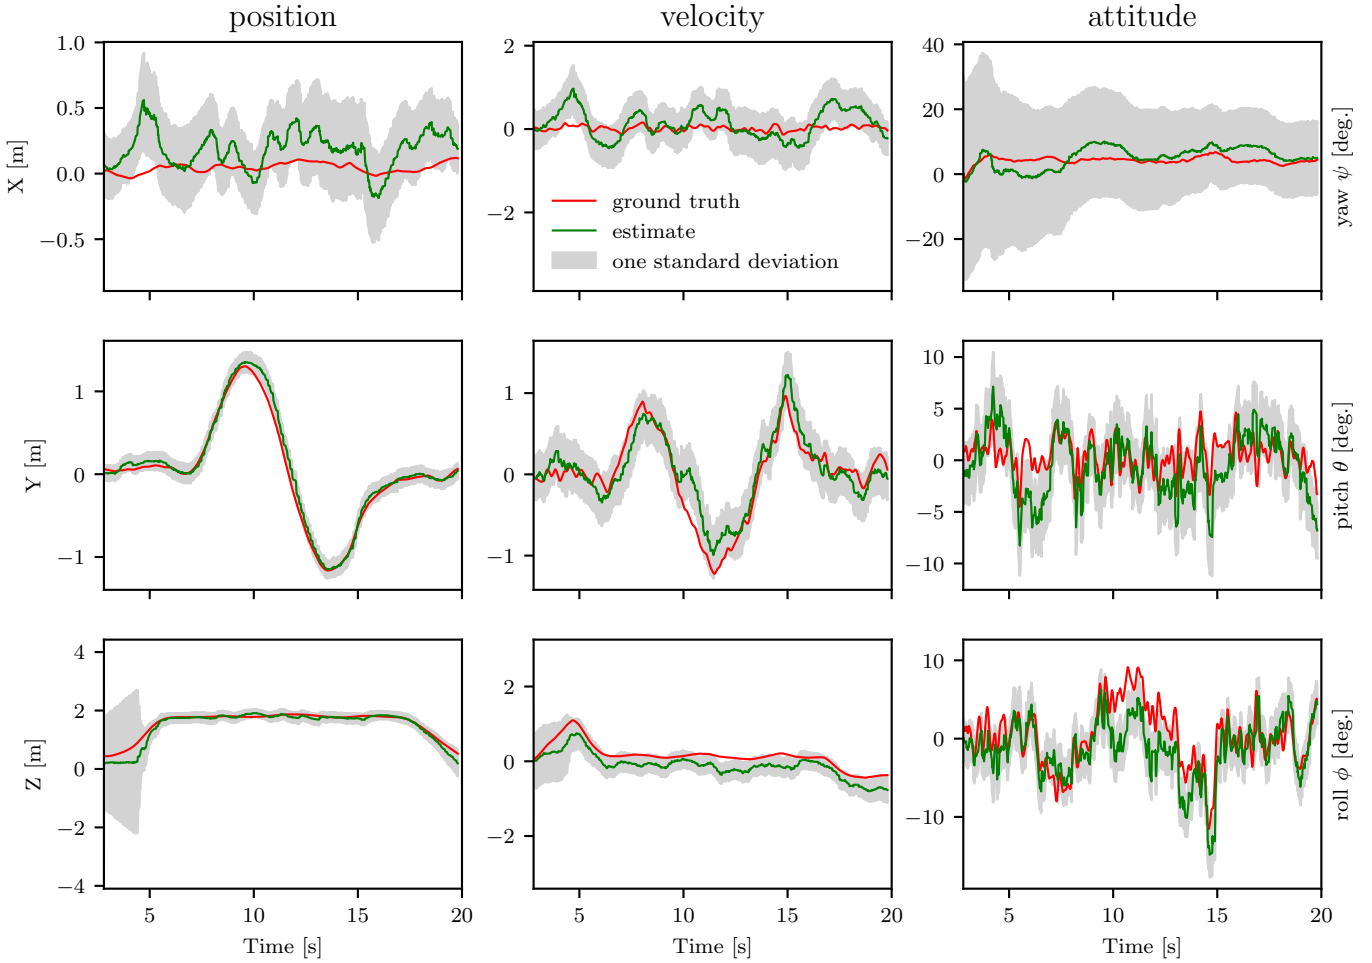 position velocity attitude
1.0
0.5
0.0
−0.5
X [m]
2
0
−2
ground truth
estimate
one standard deviation
40
20
0
−20
yaw ψ [deg.]
1
0
−1
Y [m]
1
0
−1
10
5
0
−5
−10
pitch θ [deg.]
4
2
0
−2
−4
Z [m]
2
0
−2
10
0
−10
roll ϕ [deg.]
5 10 15 20
5 10 15 20
5 10 15 20
Time [s] Time [s] Time [s]